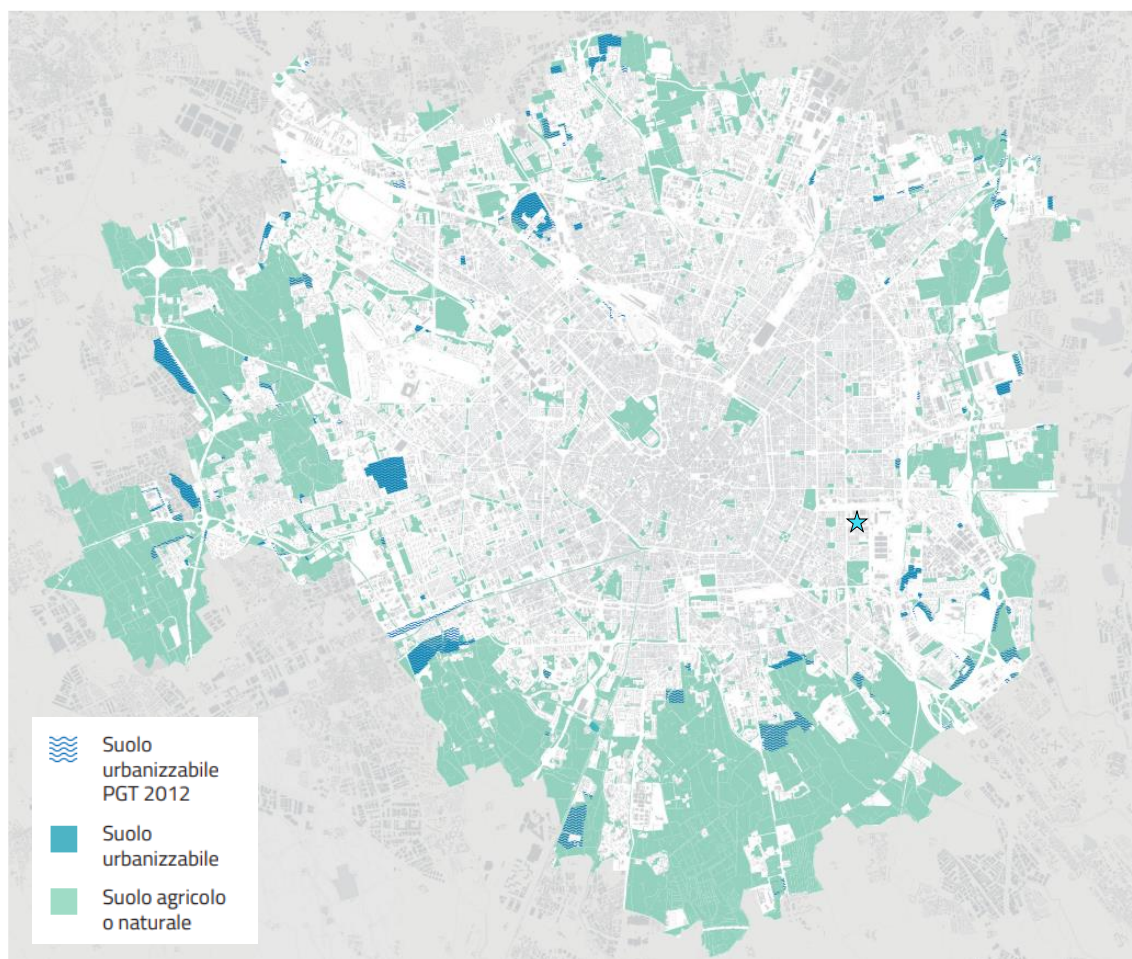 Suolo
urbanizzabile
PGT 2012
Suolo
urbanizzabile
Suolo agricolo
o naturale